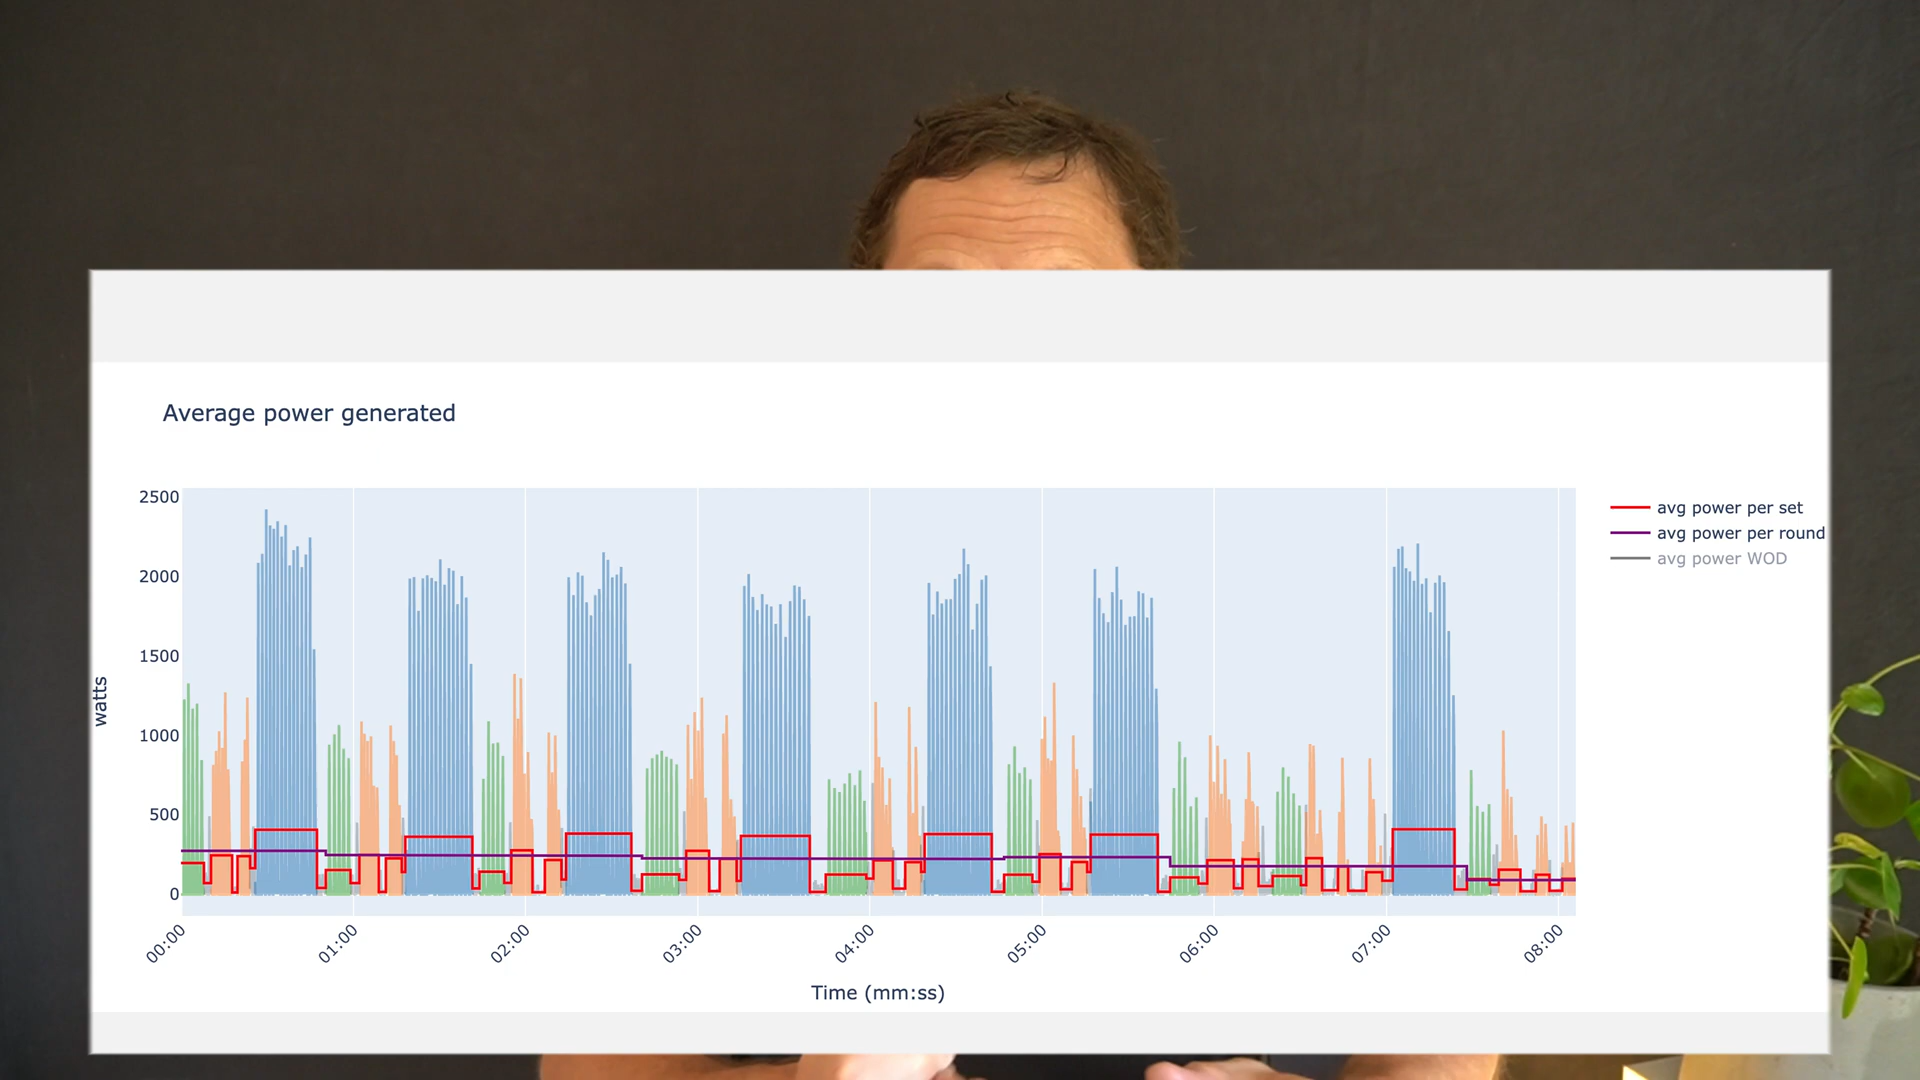 Average power generated
2500
2000
1500
1000
500
0
watts
00:00
01:00
02:00
03:00
04:00
05:00
06:00
07:00
08:00
Time (mm:ss)
avg power per set
avg power per round
avg power WOD